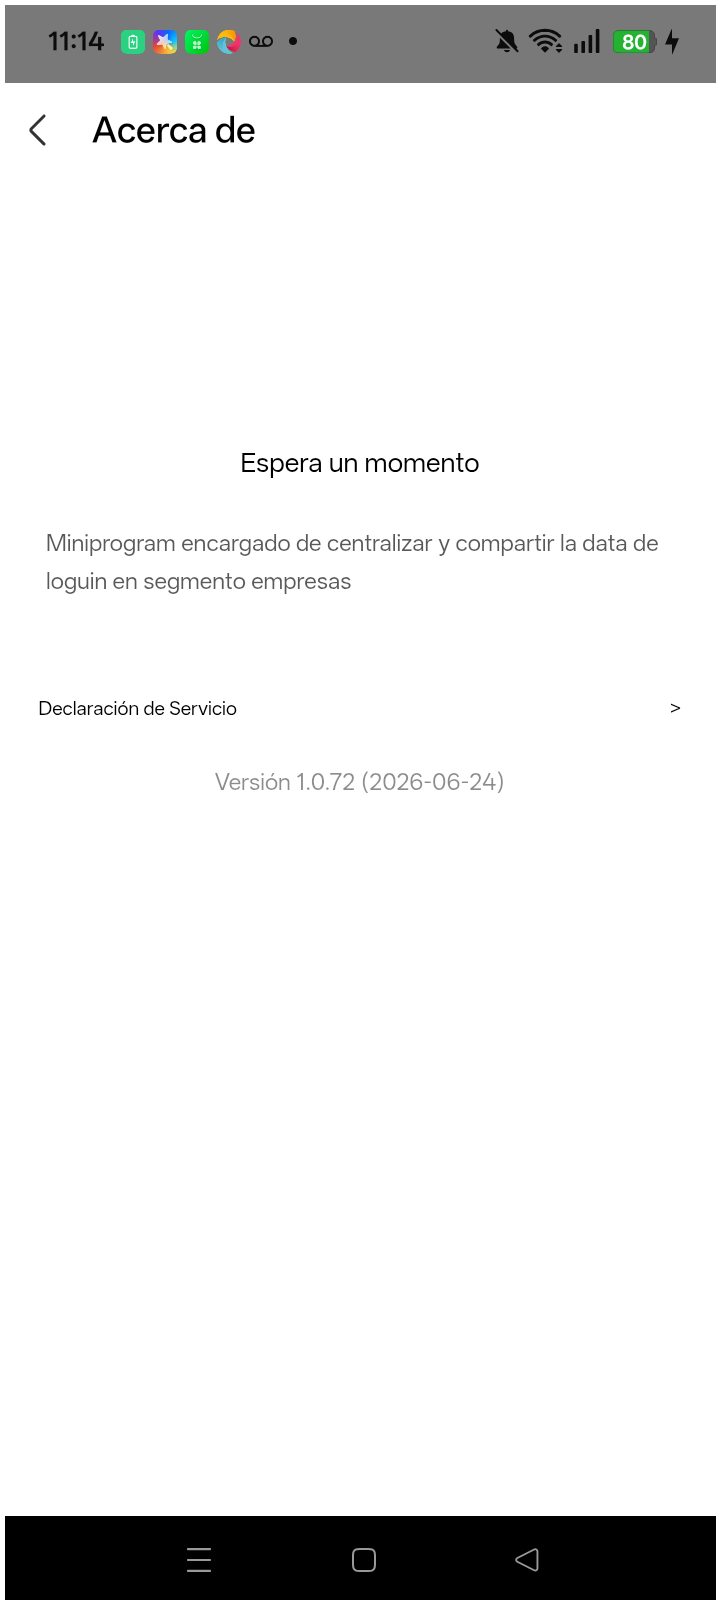 11:14
80
Acerca de
Espera un momento
Miniprogram encargado de centralizar y compartir la data de
loguin en segmento empresas
Declaración de Servicio >
Versión 1.0.72 (2026-06-24)